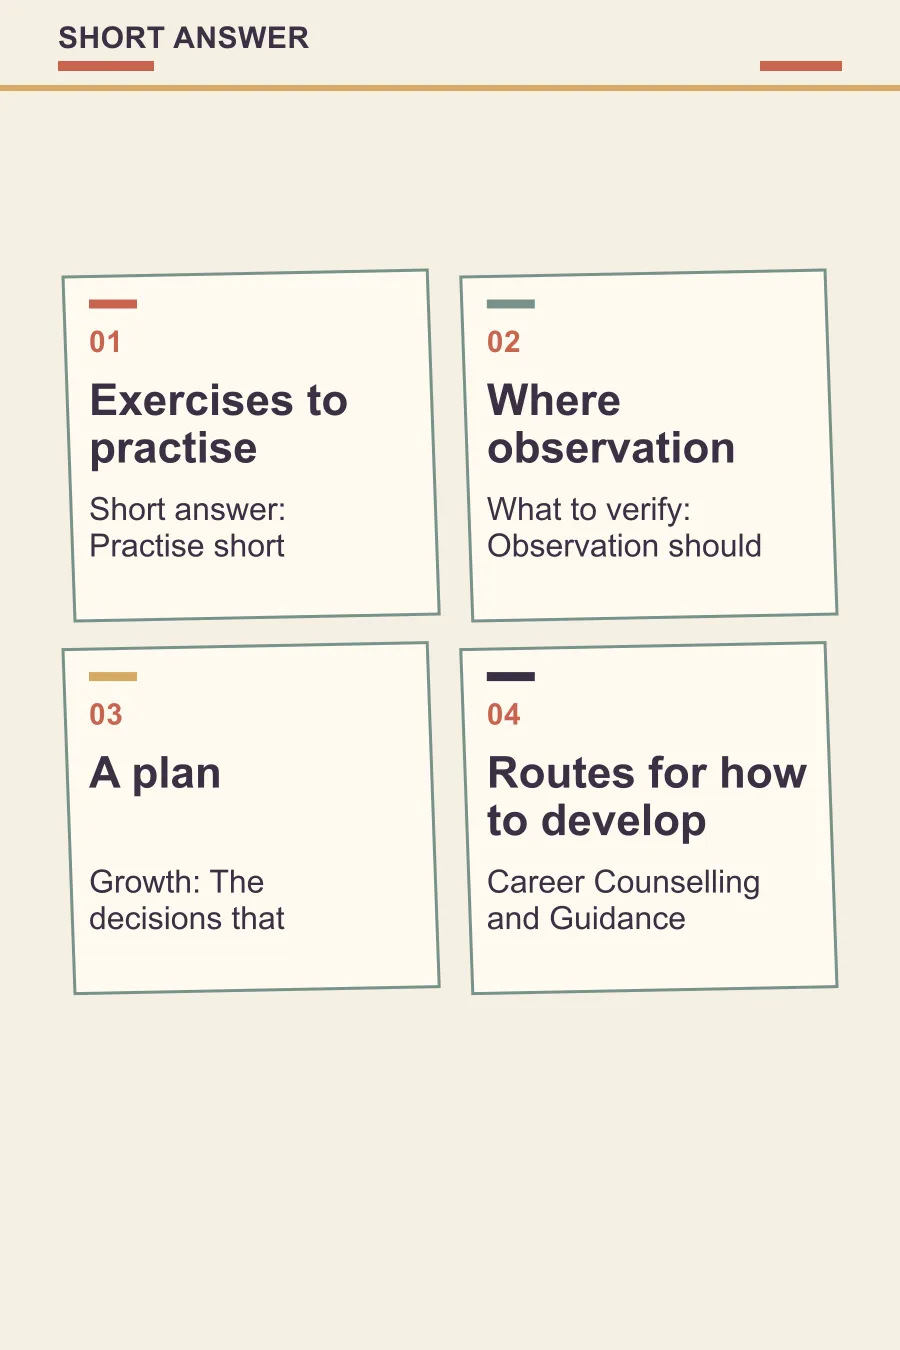 SHORT ANSWER
01
Exercises to
practise
Short answer:
Practise short
02
Where
observation
What to verify:
Observation should
03
A plan
Growth: The
decisions that
04
Routes for how
to develop
Career Counselling
and Guidance